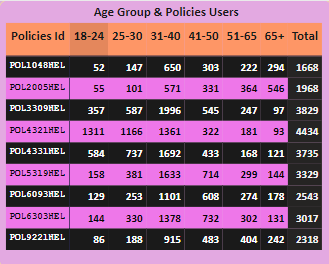 Age Group & Policies Users
Policies Id 18-24 25-30 31-40 41-50 51-65 65+ Total
POL1048HEL 52 147 650 303 222 294 1668
POL2005HEL 55 101 571 331 364 546 1968
POL3309HEL 357 587 1996 545 247 97 3829
POL4321HEL 1311 1166 1361 322 181 93 4434
POL4331HEL 584 737 1692 433 168 121 3735
POL5319HEL 158 381 1633 714 299 144 3329
POL6093HEL 129 253 1101 608 274 178 2543
POL6303HEL 144 330 1378 732 302 131 3017
POL9221HEL 86 188 915 483 404 242 2318